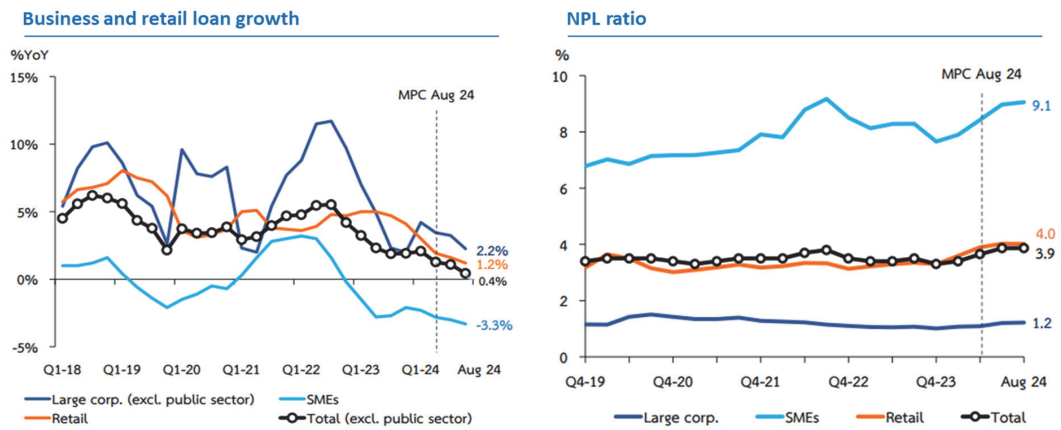 Business and retail loan growth
%YoY
15%
10%
5%
0%
-5%
MPC Aug 24
2.2%
1.2%
0.4%
-3.3%
Q1-18 Q1-19 Q1-20 Q1-21 Q1-22 Q1-23 Q1-24 Aug 24
Large corp. (excl. public sector) SMEs
Retail Total (excl. public sector)
NPL ratio
%
10
8
6
4
2
0
MPC Aug 24
9.1
4.0
3.9
1.2
Q4-19 Q4-20 Q4-21 Q4-22 Q4-23 Aug 24
Large corp. SMEs Retail Total